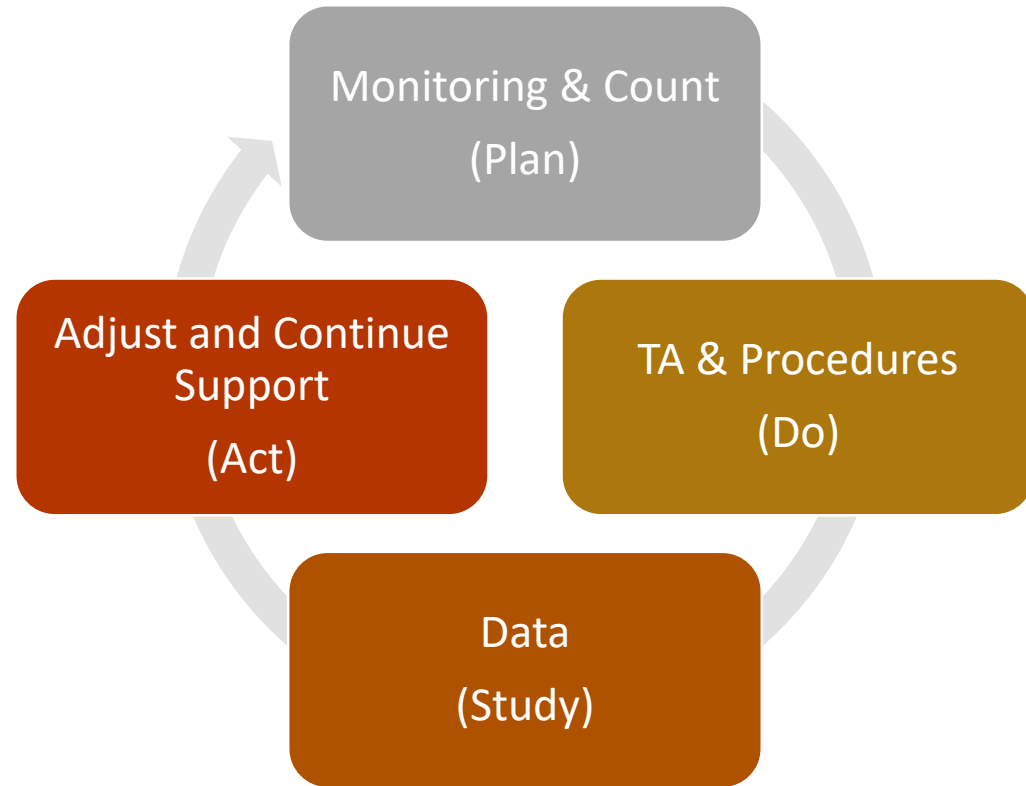 Monitoring & Count
(Plan)
TA & Procedures
(Do)
Data
(Study)
Adjust and Continue
Support
(Act)